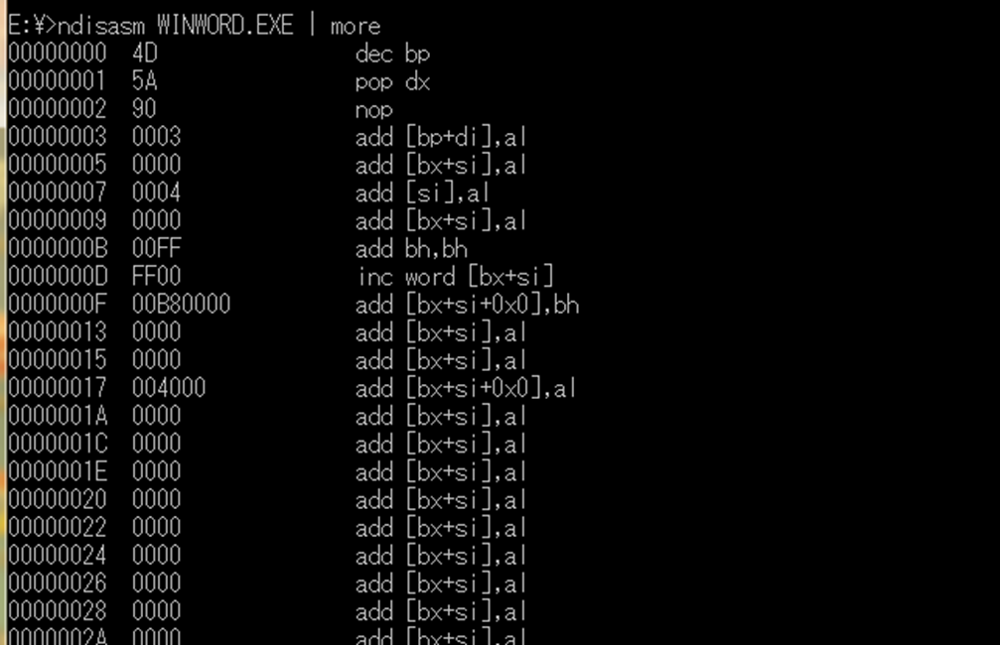 E:¥>ndisasm WINWORD.EXE | more
00000000  4D                dec bp
00000001  5A                pop dx
00000002  90                nop
00000003  0003              add [bp+di],al
00000005  0000              add [bx+si],al
00000007  0004              add [si],al
00000009  0000              add [bx+si],al
0000000B  00FF              add bh,bh
0000000D  FF00              inc word [bx+si]
0000000F  00B80000          add [bx+si+0x0],bh
00000013  0000              add [bx+si],al
00000015  0000              add [bx+si],al
00000017  004000            add [bx+si+0x0],al
0000001A  0000              add [bx+si],al
0000001C  0000              add [bx+si],al
0000001E  0000              add [bx+si],al
00000020  0000              add [bx+si],al
00000022  0000              add [bx+si],al
00000024  0000              add [bx+si],al
00000026  0000              add [bx+si],al
00000028  0000              add [bx+si],al
0000002A  0000              add [bx+si],al